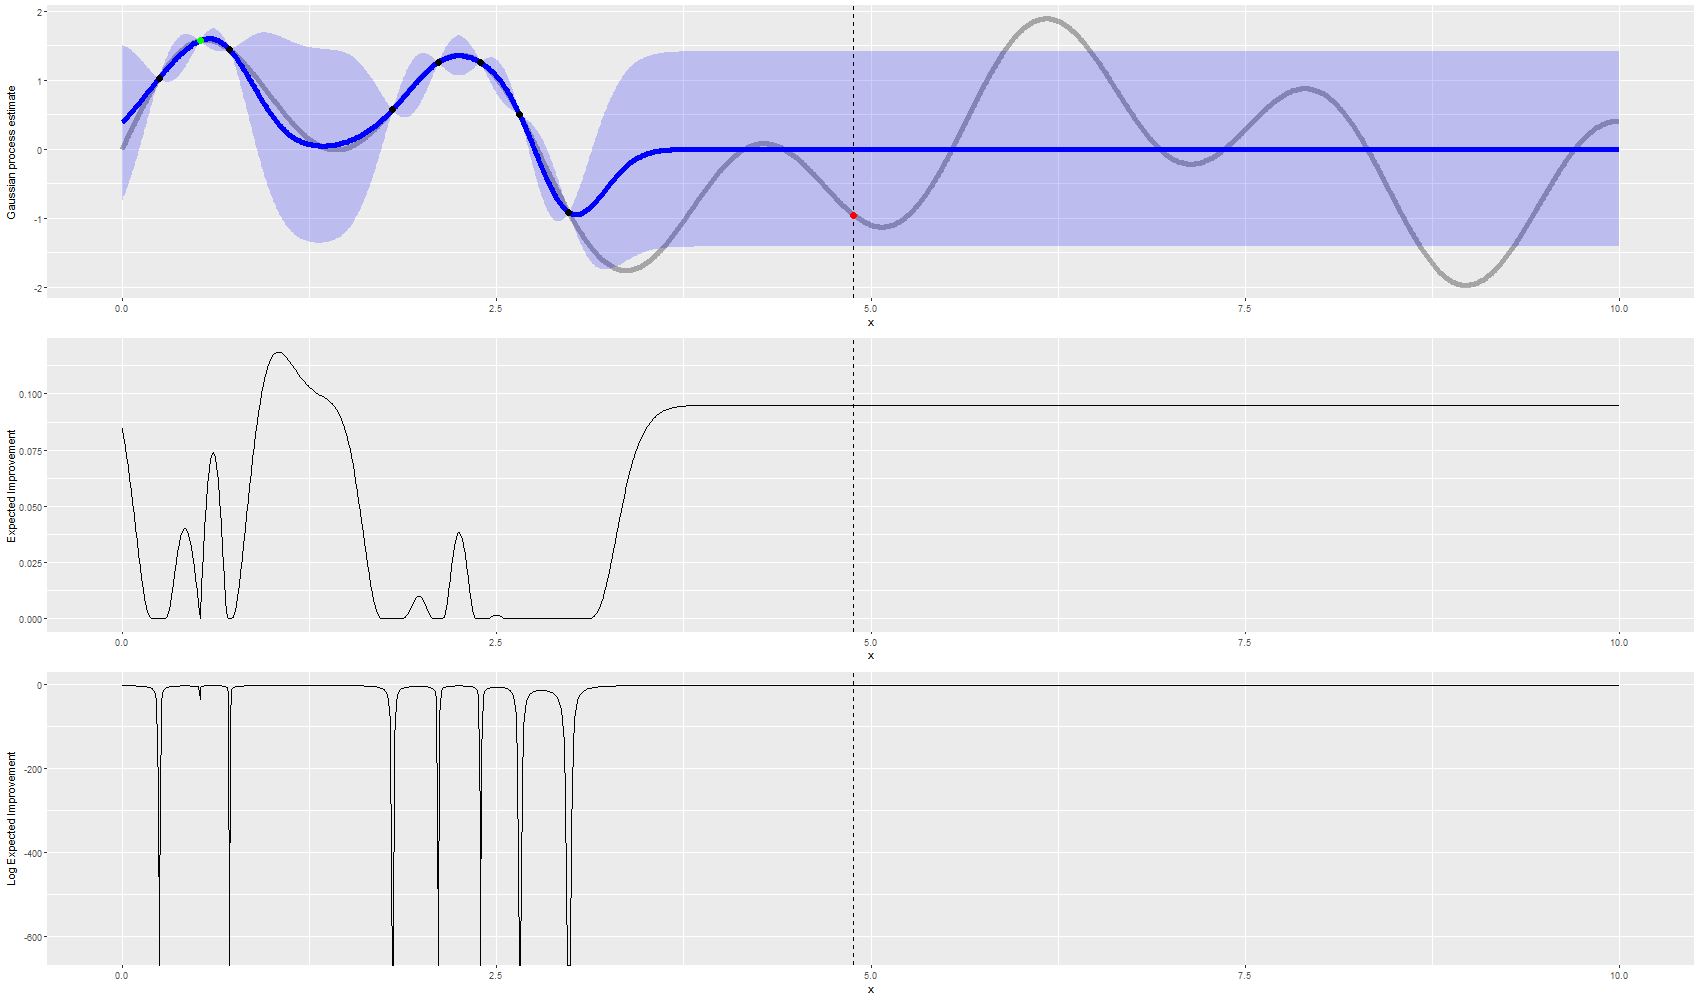 Gaussian process estimate
2
1
0
-1
-2
0.0 2.5 5.0 7.5 10.0
x
Expected Improvement
0.100
0.075
0.050
0.025
0.000
0.0 2.5 5.0 7.5 10.0
x
Log Expected Improvement
0
-200
-400
-600
0.0 2.5 5.0 7.5 10.0
x